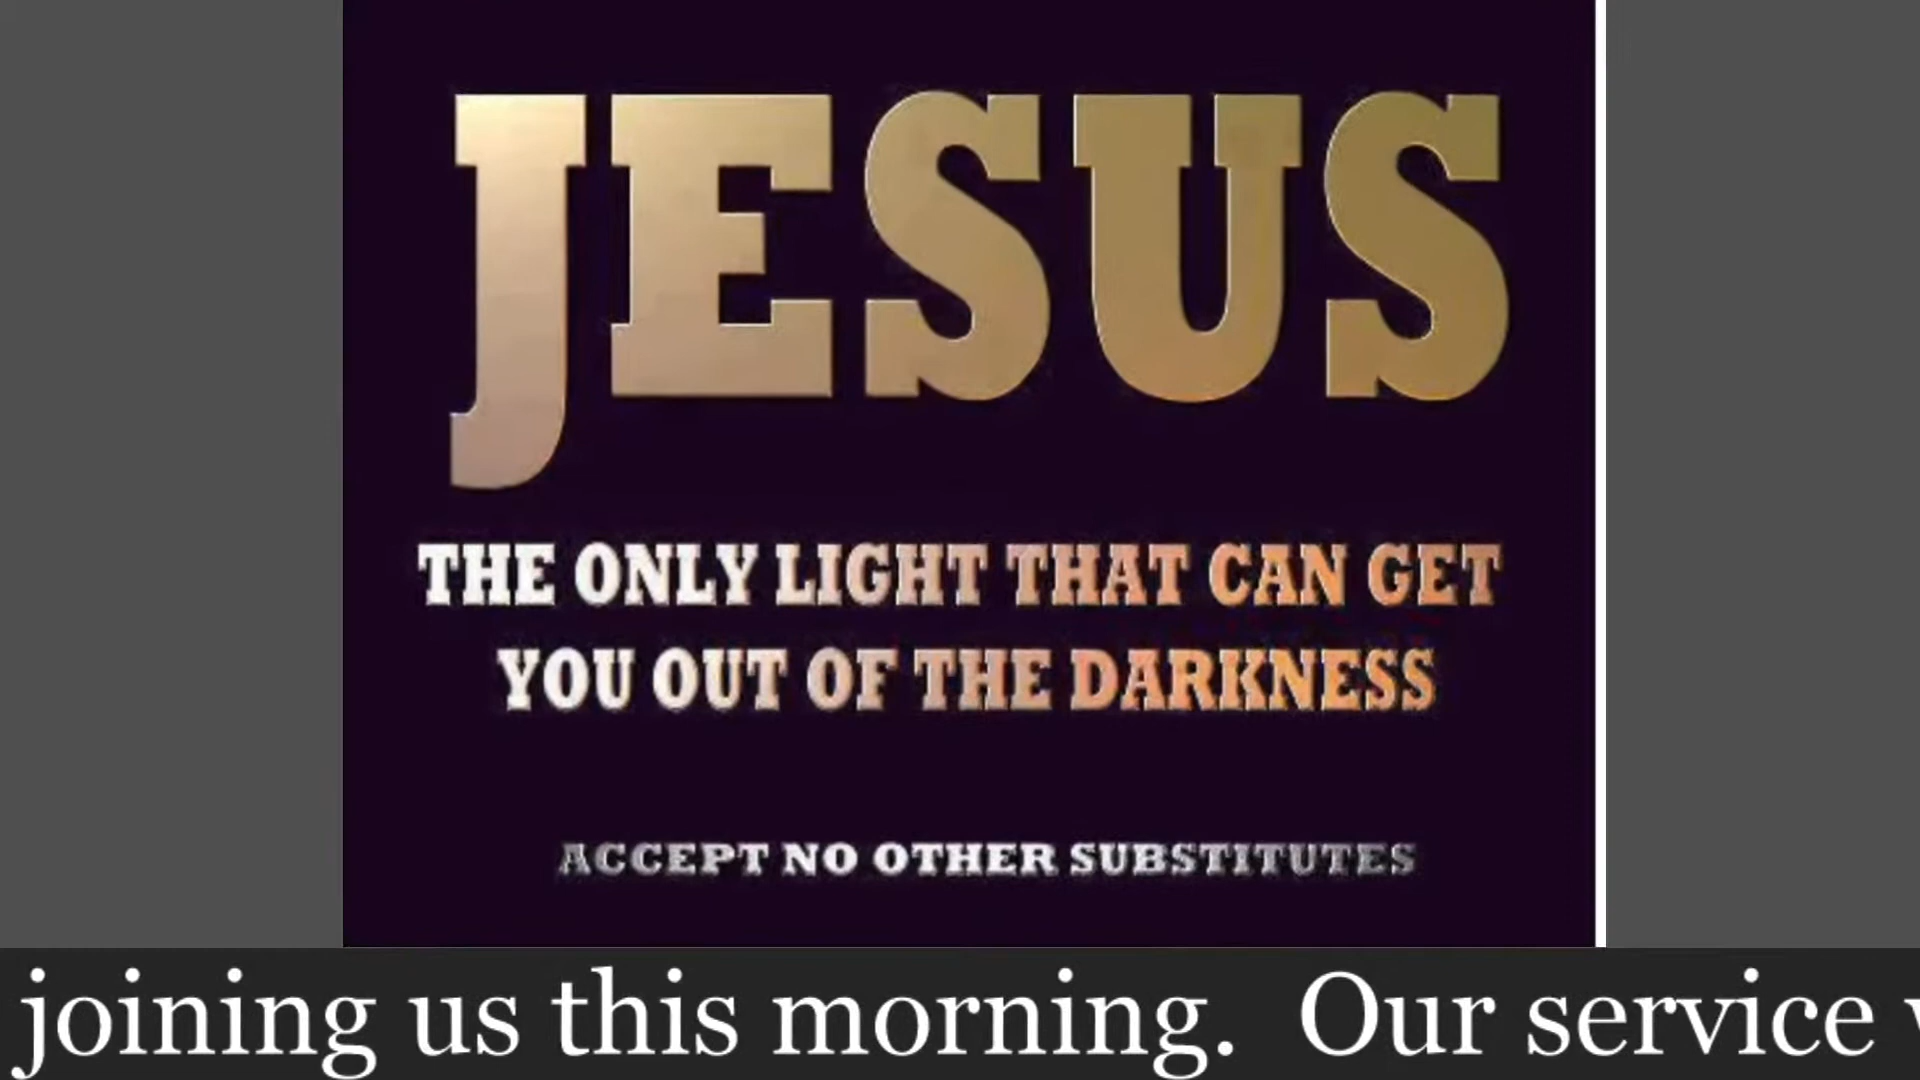 JESUS
THE ONLY LIGHT THAT CAN GET
YOU OUT OF THE DARKNESS
ACCEPT NO OTHER SUBSTITUTES
joining us this morning. Our service